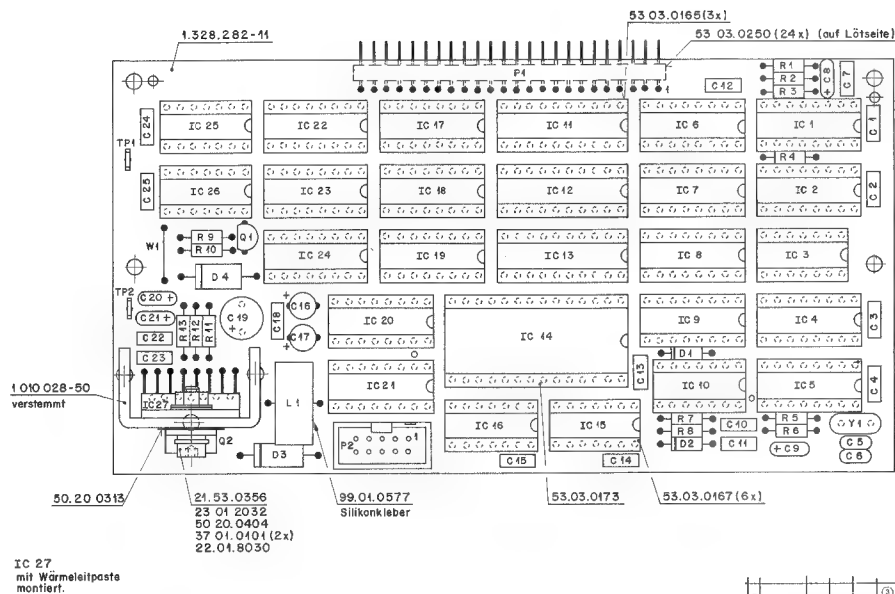 53 03.0165(3x)
1.328.282-11
53 03.0250 (24x) (auf Lötseite)
P1
1
R1
R2
R3
C8
+
C7
C12
C24
IC 25
IC 22
IC 17
IC 11
IC 6
IC 1
C1
TP1
R4
C25
IC 26
IC 23
IC 18
IC 12
IC 7
IC 2
C2
W1
R9
R10
Q1
IC 24
IC 19
IC 13
IC 8
IC 3
D4
TP2
C20 +
C21 +
C22
C23
R13
R12
R11
C19
+
C18
+
C16
+
C17
IC 20
IC 14
IC 9
IC 4
C3
D1
C13
1.010 028-50
verstemmt
IC27
L1
IC 21
IC 10
IC 5
C4
IC 16
IC 15
R7
R8
D2
C10
C11
R5
R6
+C9
Y1
C5
C6
Q2
D3
P2
1
C15
C14
50.20 0313
21.53.0356
23 01 2032
50 20.0404
37 01.0101 (2x)
22.01.8030
99.01.0577
Silikonkleber
53.03.0173
53.03.0167 (6x)
IC 27
mit Wärmeleitpaste
montiert.